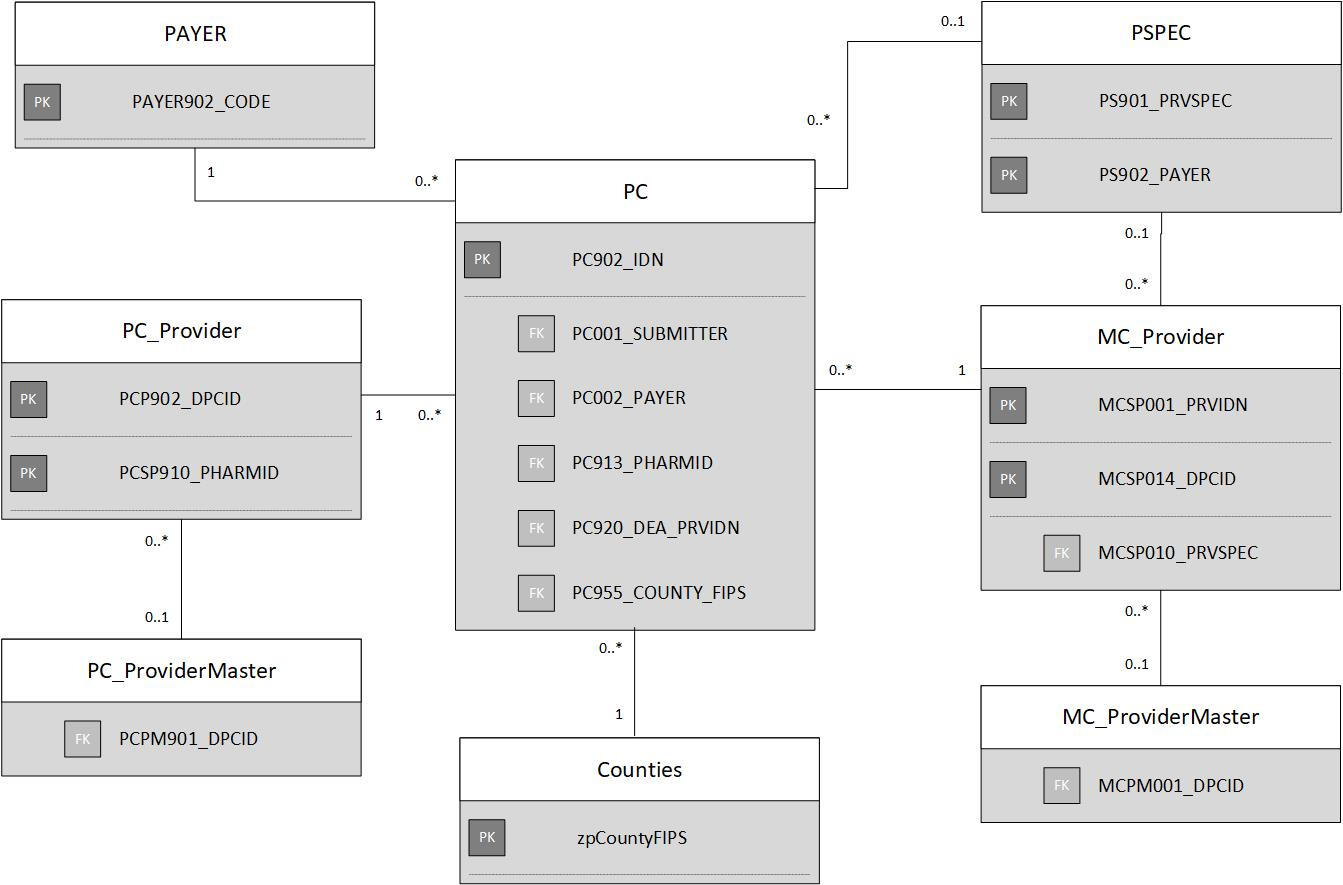 PAYER
PK PAYER902_CODE
1
0..*
PSPEC
PK PS901_PRVSPEC
PK PS902_PAYER
0..1
0..*
PC
PK PC902_IDN
FK PC001_SUBMITTER
FK PC002_PAYER
FK PC913_PHARMID
FK PC920_DEA_PRVIDN
FK PC955_COUNTY_FIPS
0..1
0..*
PC_Provider
PK PCP902_DPCID
PK PCSP910_PHARMID
1 0..*
MC_Provider
PK MCSP001_PRVIDN
PK MCSP014_DPCID
FK MCSP010_PRVSPEC
0..* 1
0..*
0..1
PC_ProviderMaster
FK PCPM901_DPCID
0..*
1
Counties
PK zpCountyFIPS
0..*
0..1
MC_ProviderMaster
FK MCPM001_DPCID